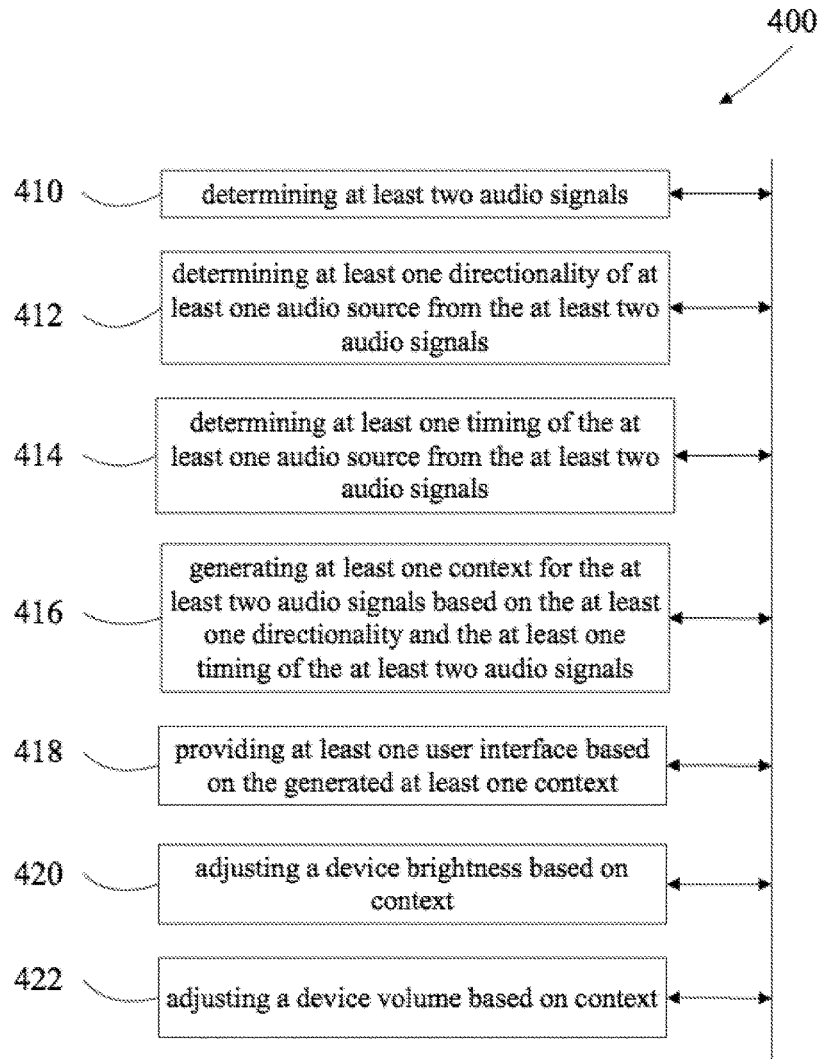 400
410
determining at least two audio signals
412
determining at least one directionality of at
least one audio source from the at least two
audio signals
414
determining at least one timing of the at
least one audio source from the at least two
audio signals
416
generating at least one context for the at
least two audio signals based on the at least
one directionality and the at least one
timing of the at least two audio signals
418
providing at least one user interface based
on the generated at least one context
420
adjusting a device brightness based on
context
422
adjusting a device volume based on context